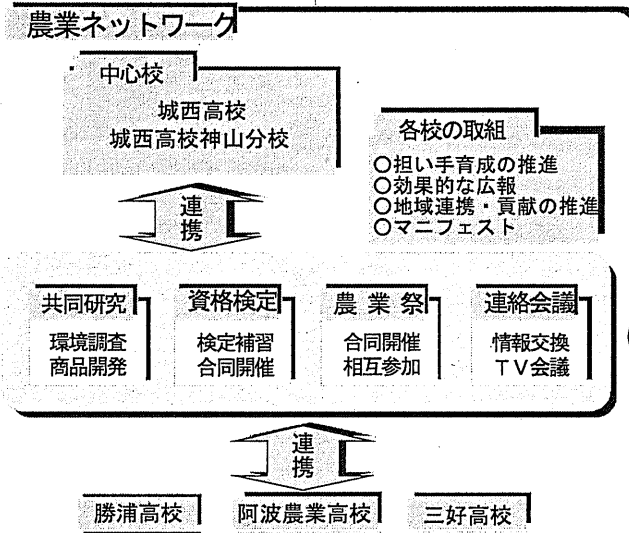 農業ネットワーク
中心校
城西高校
城西高校神山分校
各校の取組
○担い手育成の推進
○効果的な広報
○地域連携・貢献の推進
○マニフェスト
連携
共同研究
環境調査
商品開発
資格検定
検定補習
合同開催
農業祭
合同開催
相互参加
連絡会議
情報交換
TV会議
連携
勝浦高校
阿波農業高校
三好高校